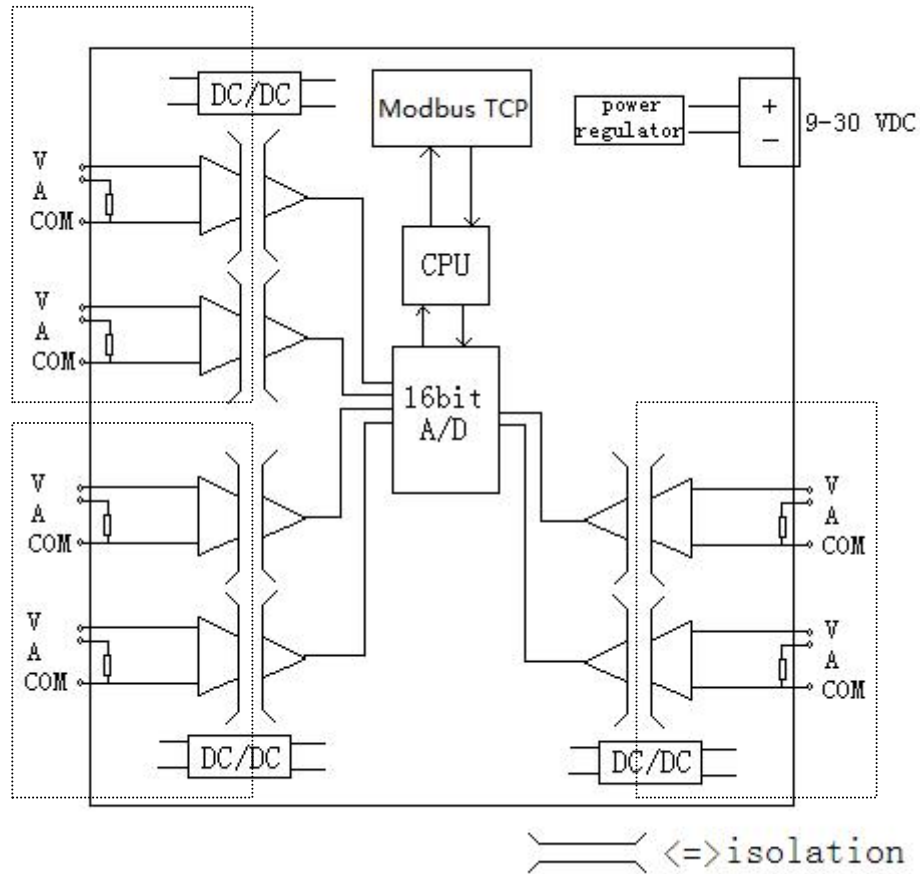 DC/DC
Modbus TCP
power
regulator
+
−
9-30 VDC
V
A
COM
V
A
COM
CPU
16bit
A/D
V
A
COM
V
A
COM
V
A
COM
V
A
COM
DC/DC
DC/DC
<=>isolation